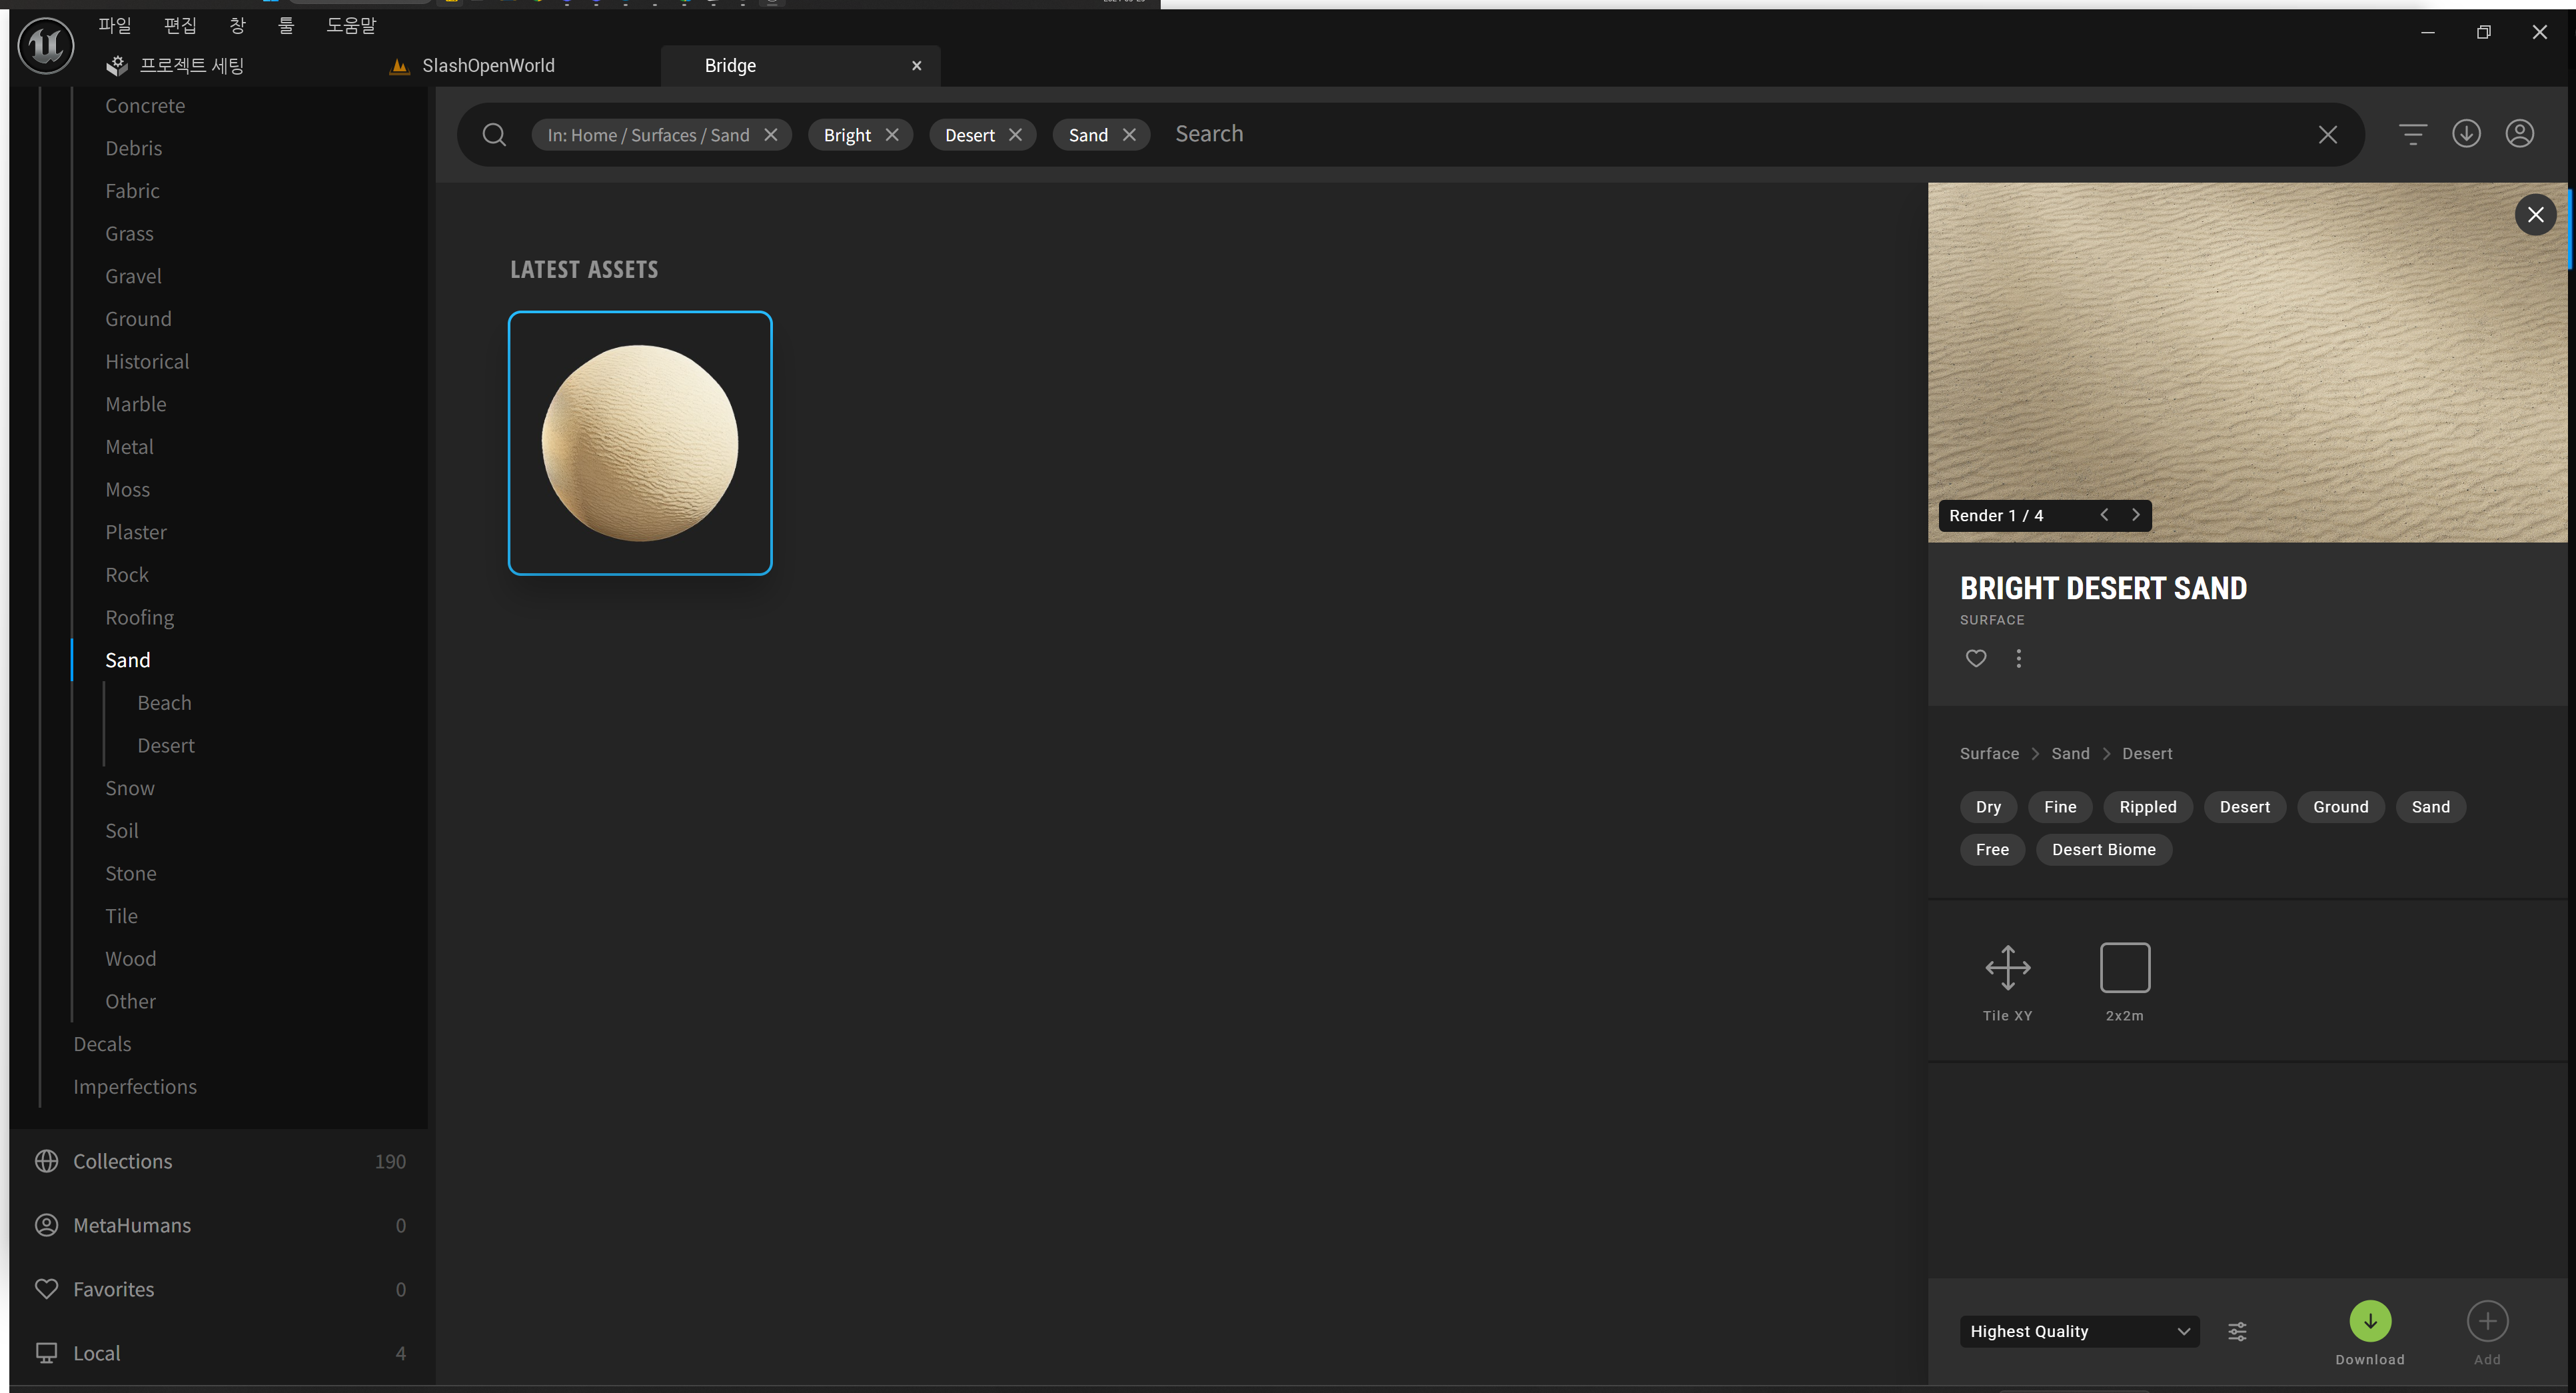 파일 편집 창 툴 도움말
프로젝트 세팅 SlashOpenWorld Bridge
Concrete
Debris
Fabric
Grass
Gravel
Ground
Historical
Marble
Metal
Moss
Plaster
Rock
Roofing
Sand
Beach
Desert
Snow
Soil
Stone
Tile
Wood
Other
Decals
Imperfections
Collections 190
MetaHumans 0
Favorites 0
Local 4
In: Home / Surfaces / Sand Bright Desert Sand Search
LATEST ASSETS
Render 1 / 4
BRIGHT DESERT SAND
SURFACE
Surface > Sand > Desert
Dry Fine Rippled Desert Ground Sand
Free Desert Biome
Tile XY 2x2m
Highest Quality
Download Add